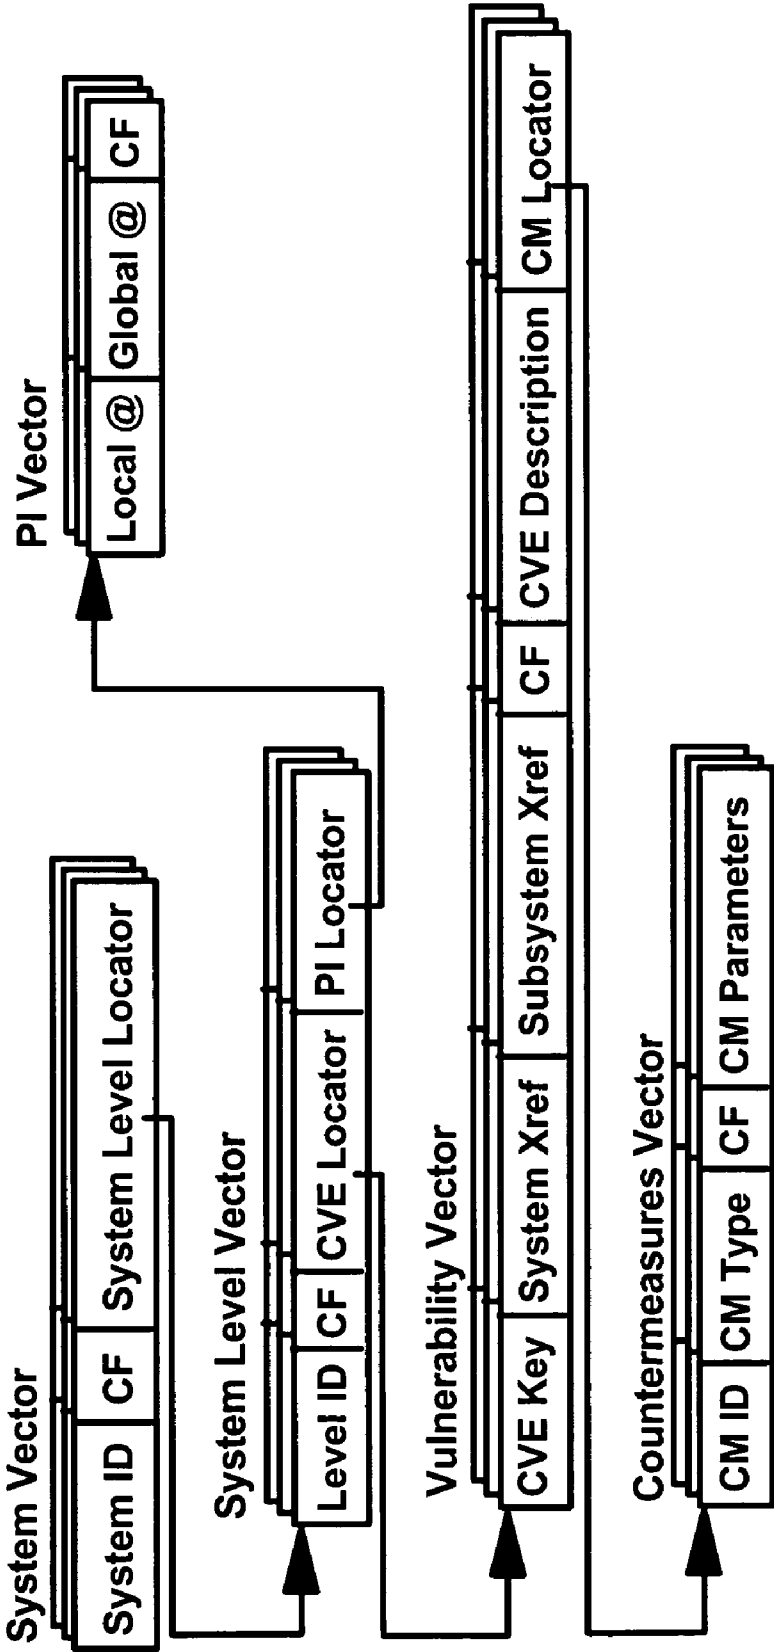 System Vector
System ID CF System Level Locator
PI Vector
Local @ Global @ CF
System Level Vector
Level ID CF CVE Locator PI Locator
Vulnerability Vector
CVE Key System Xref Subsystem Xref CF CVE Description CM Locator
Countermeasures Vector
CM ID CM Type CF CM Parameters